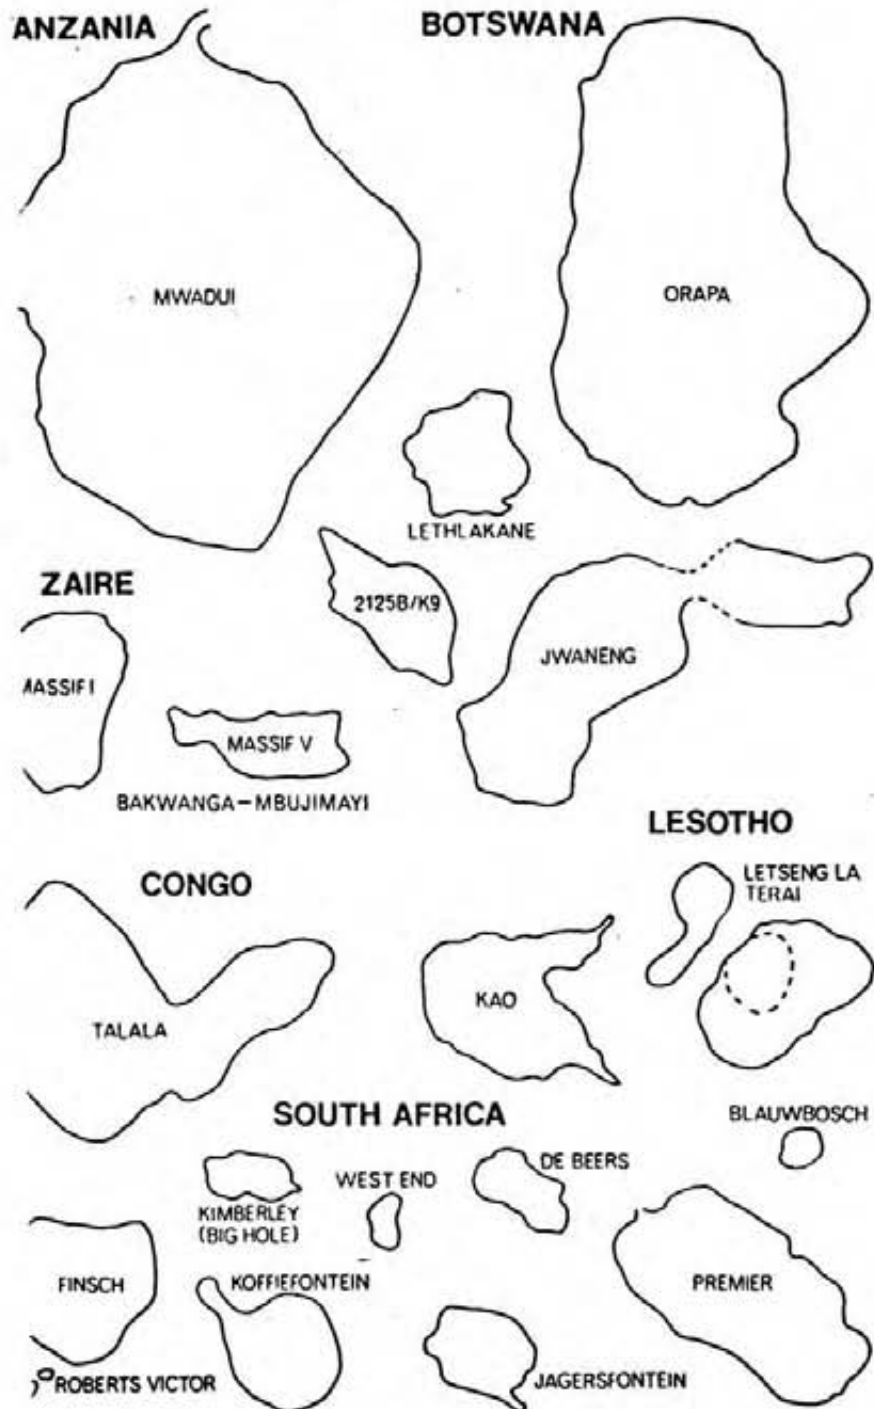 ANZANIA
BOTSWANA
MWADUI
ORAPA
LETHLAKANE
ZAIRE
2125B/K9
JWANENG
MASSIF I
MASSIF V
BAKWANGA-MBUJIMAYI
LESOTHO
LETSENG LA
TERAI
CONGO
KAO
TALALA
SOUTH AFRICA
BLAUWBOSCH
DE BEERS
WEST END
KIMBERLEY
(BIG HOLE)
FINSCH
KOFFIEFONTEIN
PREMIER
ROBERTS VICTOR
JAGERSFONTEIN